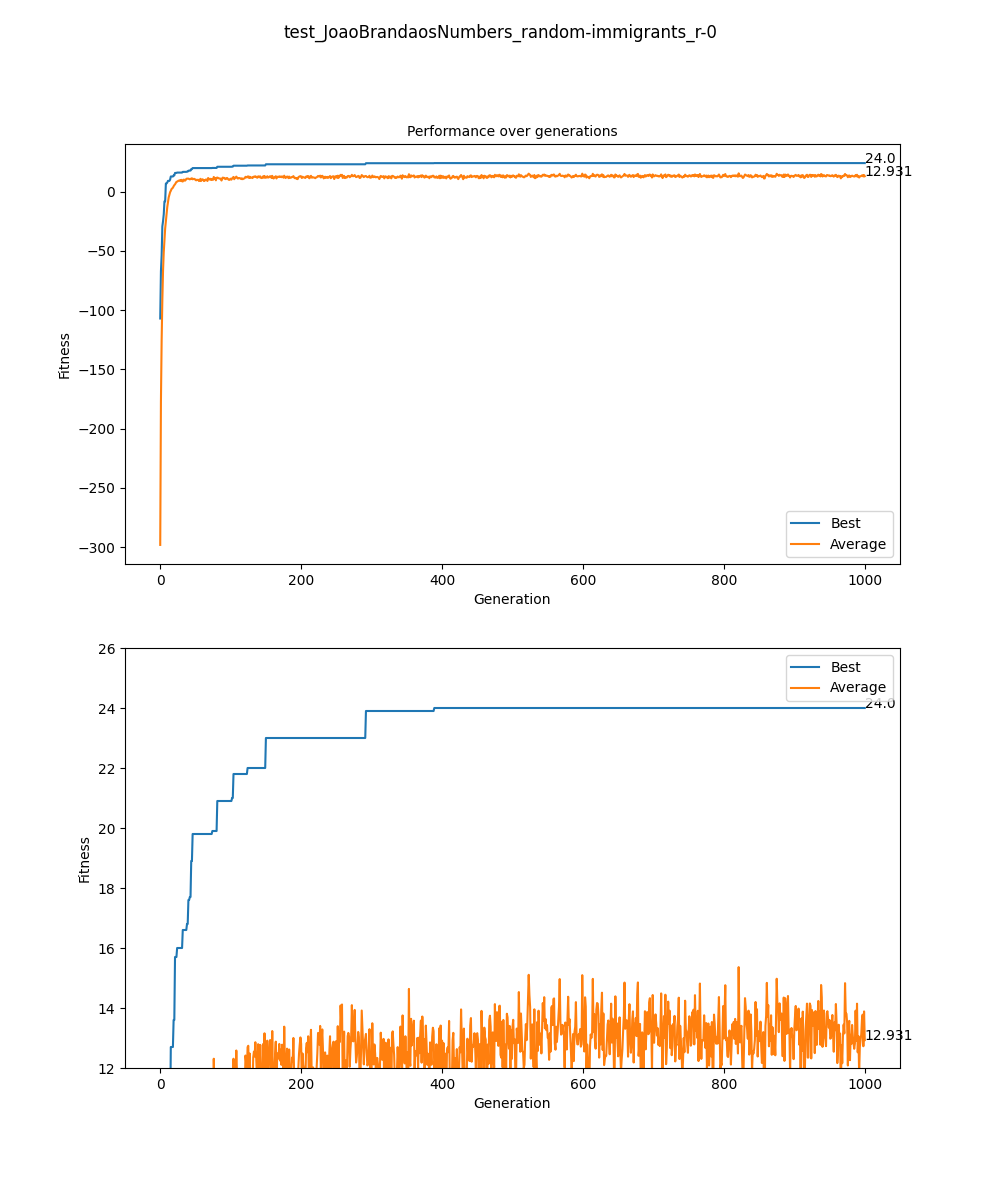 test_JoaoBrandaosNumbers_random-immigrants_r-0
Performance over generations
24.0
12.931
0
−50
−100
−150
−200
−250
−300
Fitness
Best
Average
0 200 400 600 800 1000
Generation
26
24
22
20
18
16
14
12
Fitness
Best
Average
24.0
12.931
0 200 400 600 800 1000
Generation